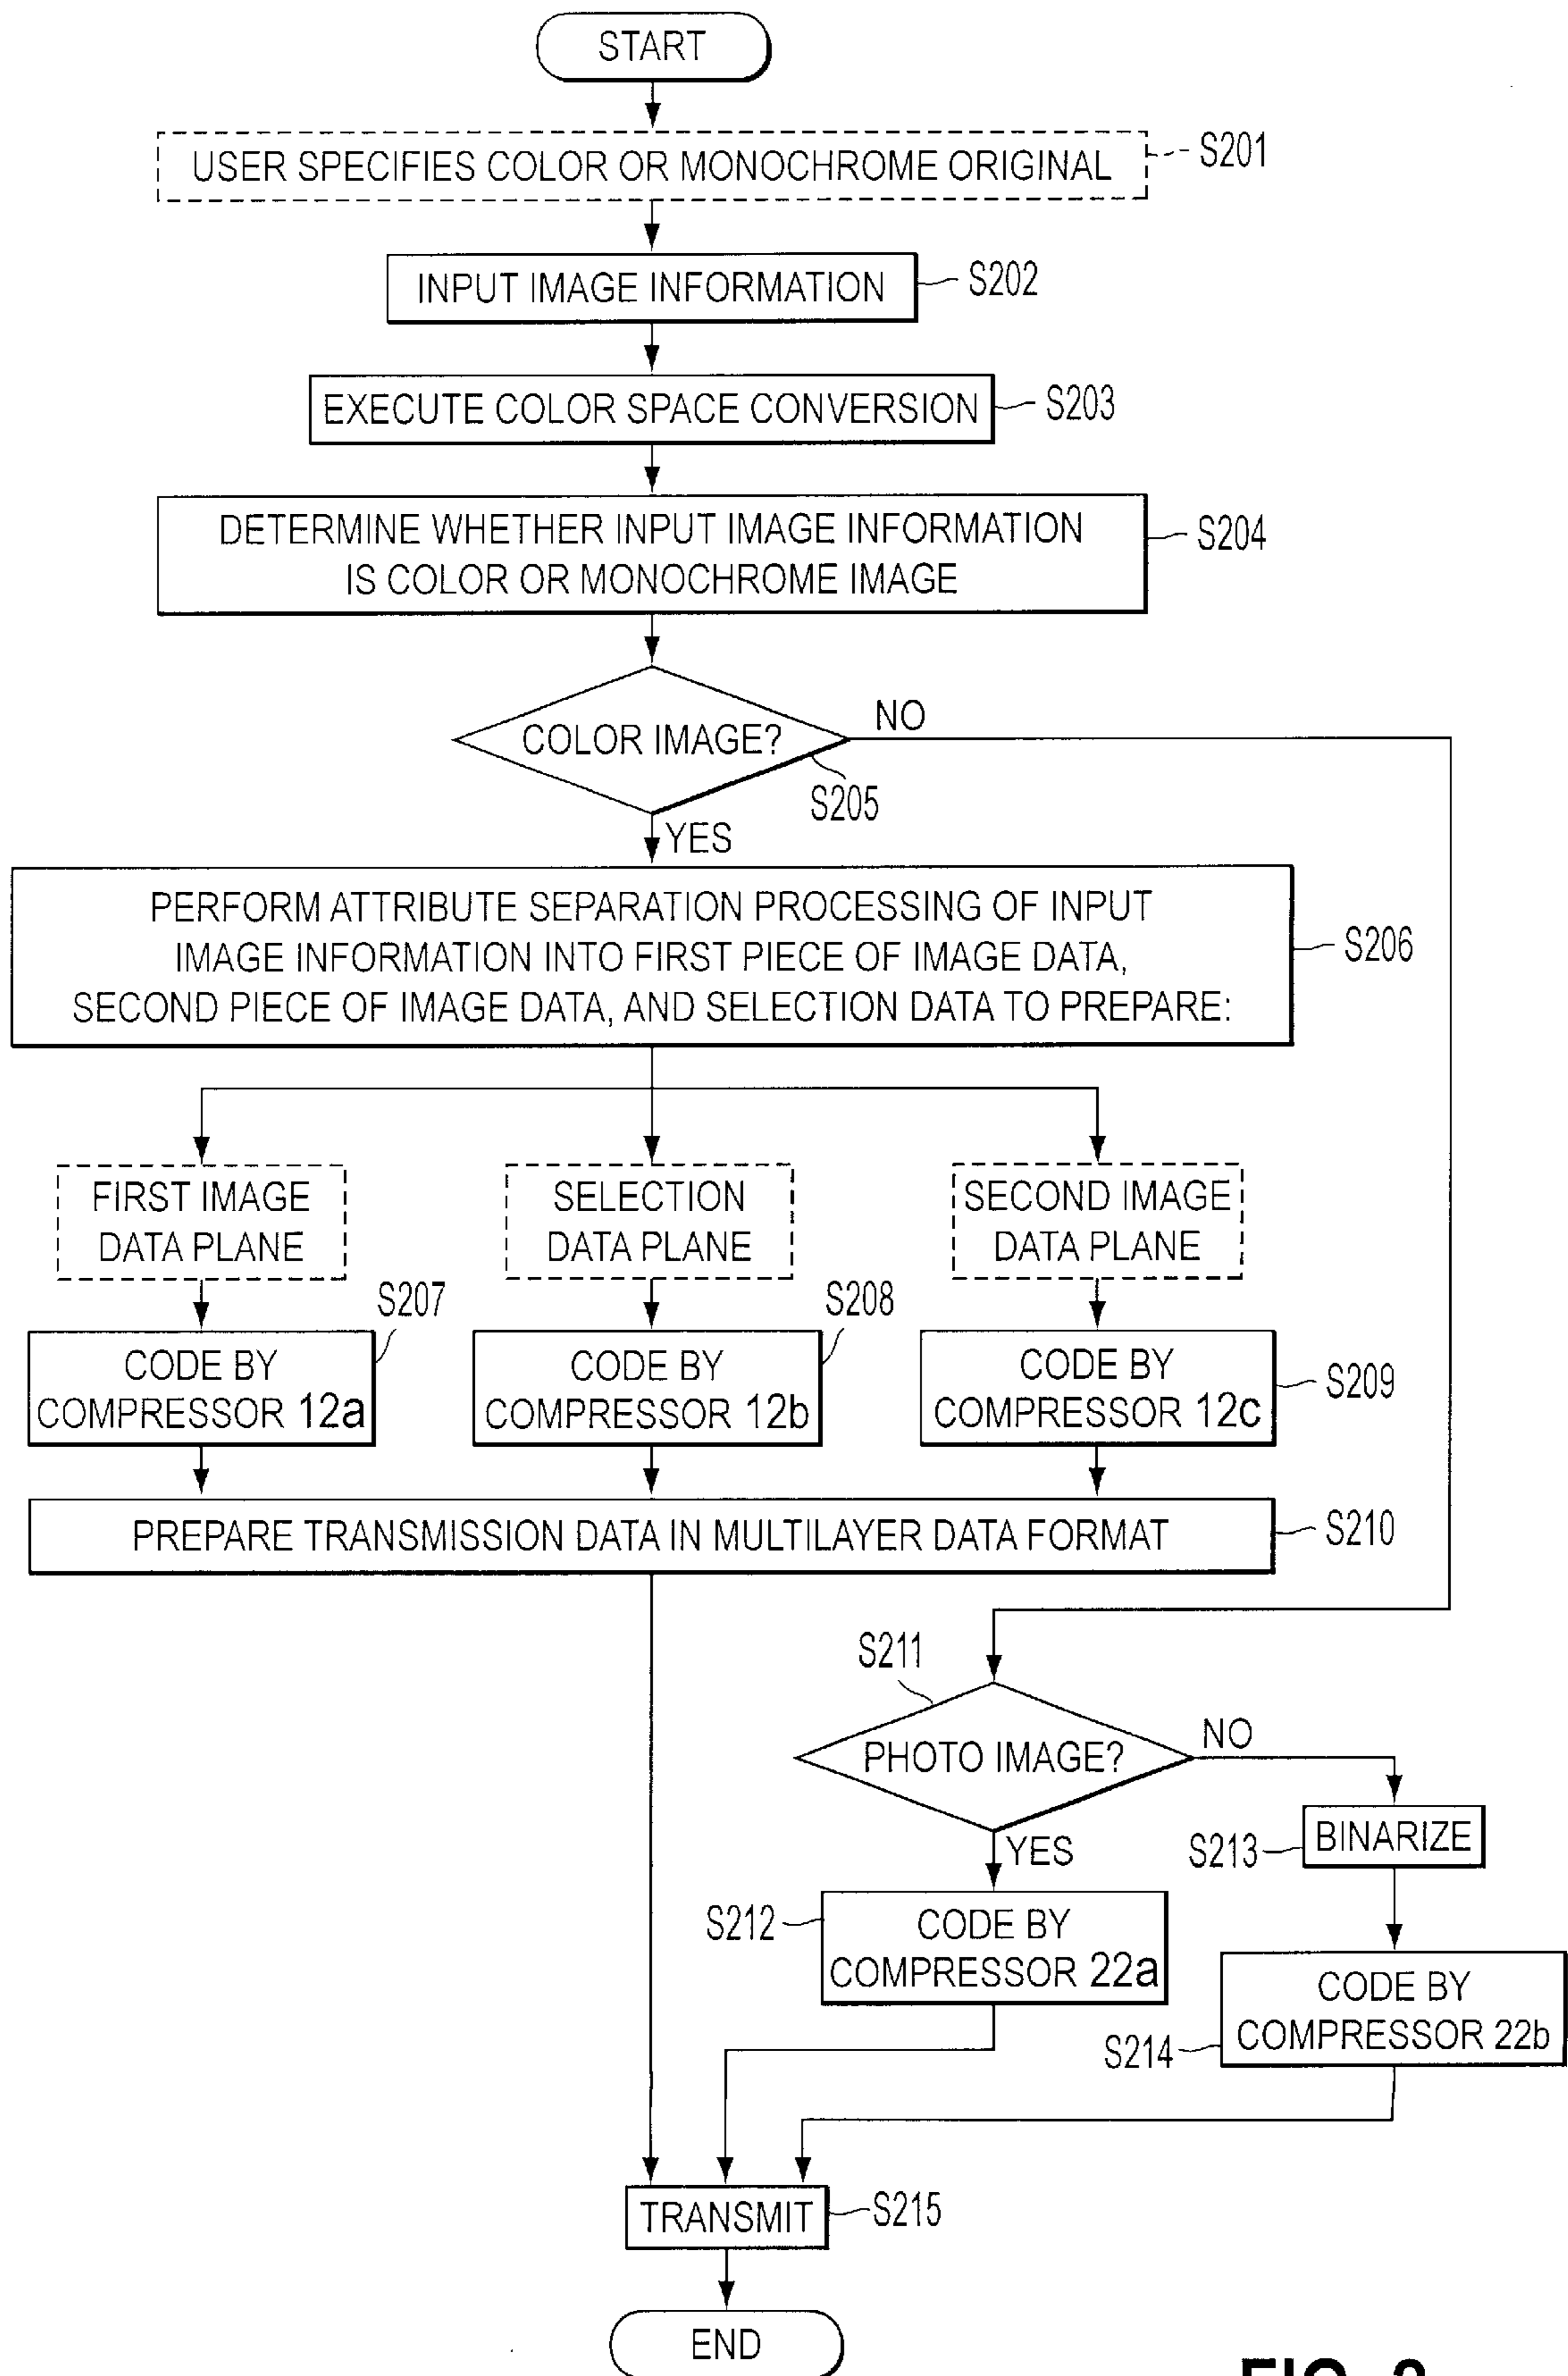 START
USER SPECIFIES COLOR OR MONOCHROME ORIGINAL
S201
INPUT IMAGE INFORMATION
S202
EXECUTE COLOR SPACE CONVERSION
S203
DETERMINE WHETHER INPUT IMAGE INFORMATION
IS COLOR OR MONOCHROME IMAGE
S204
COLOR IMAGE?
NO
S205
YES
PERFORM ATTRIBUTE SEPARATION PROCESSING OF INPUT
IMAGE INFORMATION INTO FIRST PIECE OF IMAGE DATA,
SECOND PIECE OF IMAGE DATA, AND SELECTION DATA TO PREPARE:
S206
FIRST IMAGE
DATA PLANE
SELECTION
DATA PLANE
SECOND IMAGE
DATA PLANE
S207
CODE BY
COMPRESSOR 12a
S208
CODE BY
COMPRESSOR 12b
CODE BY
COMPRESSOR 12c
S209
PREPARE TRANSMISSION DATA IN MULTILAYER DATA FORMAT
S210
S211
PHOTO IMAGE?
NO
YES
S213
BINARIZE
S212
CODE BY
COMPRESSOR 22a
CODE BY
COMPRESSOR 22b
S214
TRANSMIT
S215
END
FIG.